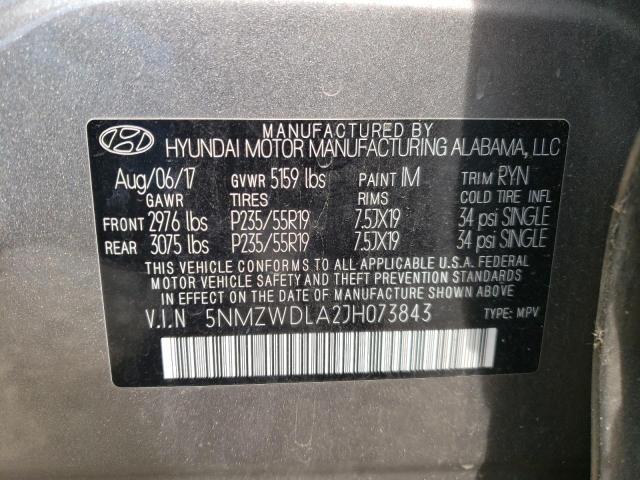 MANUFACTURED BY
HYUNDAI MOTOR MANUFACTURING ALABAMA, LLC
Aug/06/17 GVWR 5159 lbs PAINT IM TRIM RYN
GAWR TIRES RIMS COLD TIRE INFL
FRONT 2976 lbs P235/55R19 7.5JX19 34 psi SINGLE
REAR 3075 lbs P235/55R19 7.5JX19 34 psi SINGLE
THIS VEHICLE CONFORMS TO ALL APPLICABLE U.S.A. FEDERAL
MOTOR VEHICLE SAFETY AND THEFT PREVENTION STANDARDS
IN EFFECT ON THE DATE OF MANUFACTURE SHOWN ABOVE.
V.I.N 5NMZWDLA2JH073843 TYPE: MPV